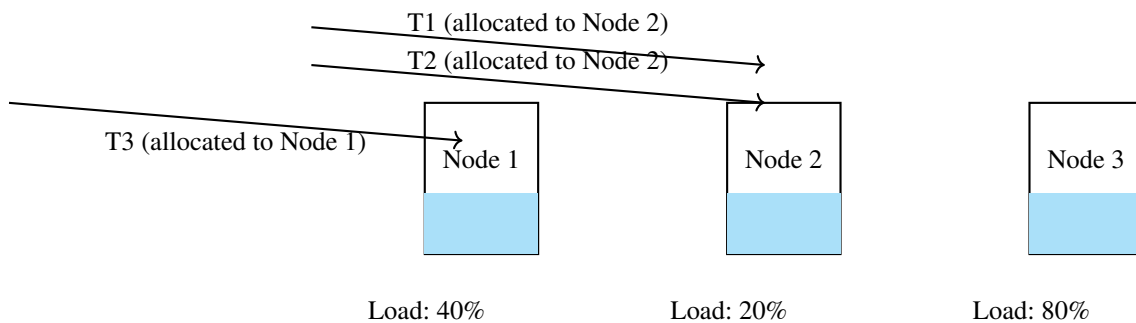 T1 (allocated to Node 2)
T2 (allocated to Node 2)
T3 (allocated to Node 1)
Node 1
Node 2
Node 3
Load: 40%
Load: 20%
Load: 80%